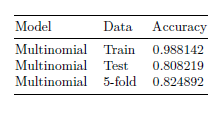 Model Data Accuracy
Multinomial Train 0.988142
Multinomial Test 0.808219
Multinomial 5-fold 0.824892